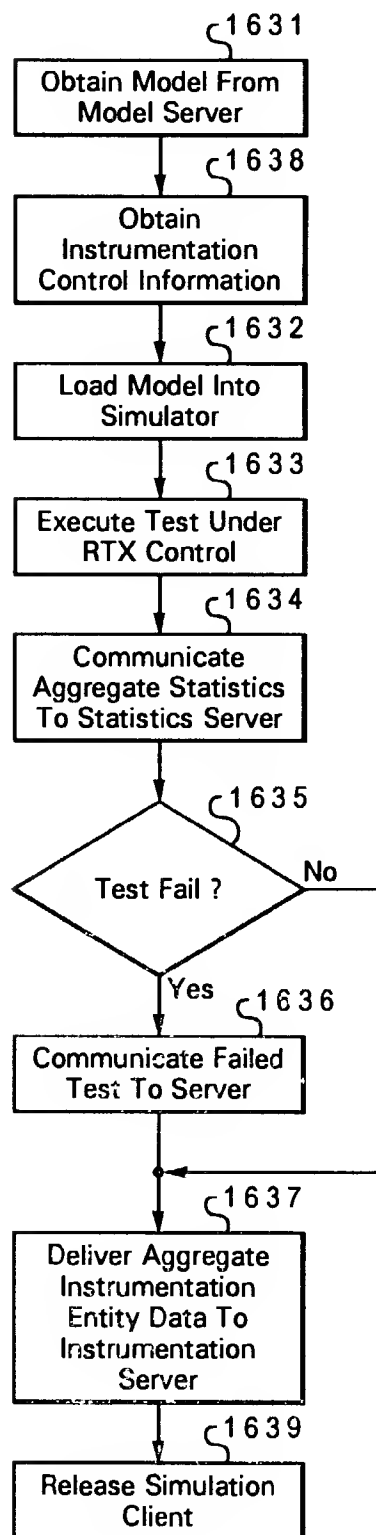 1631
Obtain Model From
Model Server
1638
Obtain
Instrumentation
Control Information
1632
Load Model Into
Simulator
1633
Execute Test Under
RTX Control
1634
Communicate
Aggregate Statistics
To Statistics Server
1635
Test Fail ?
No
Yes
1636
Communicate Failed
Test To Server
1637
Deliver Aggregate
Instrumentation
Entity Data To
Instrumentation
Server
1639
Release Simulation
Client